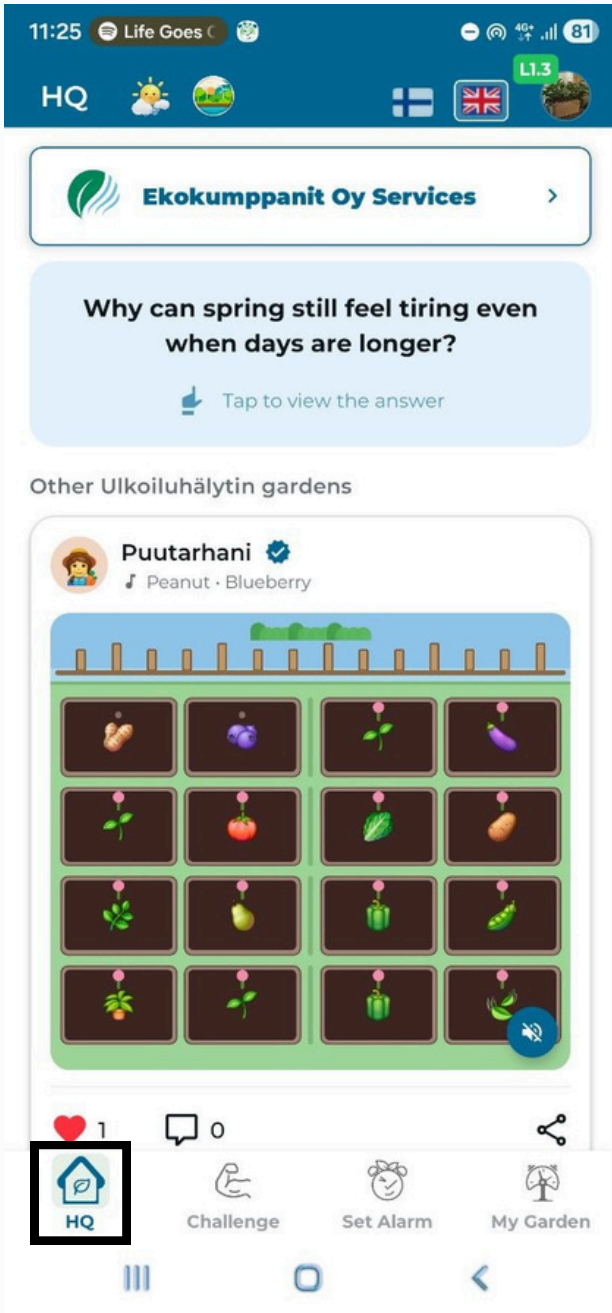 11:25 Life Goes 4G+ 81
HQ L1.3
Ekokumppanit Oy Services
Why can spring still feel tiring even
when days are longer?
Tap to view the answer
Other Ulkoiluhälytin gardens
Puutarhani
Peanut · Blueberry
1 0
HQ Challenge Set Alarm My Garden